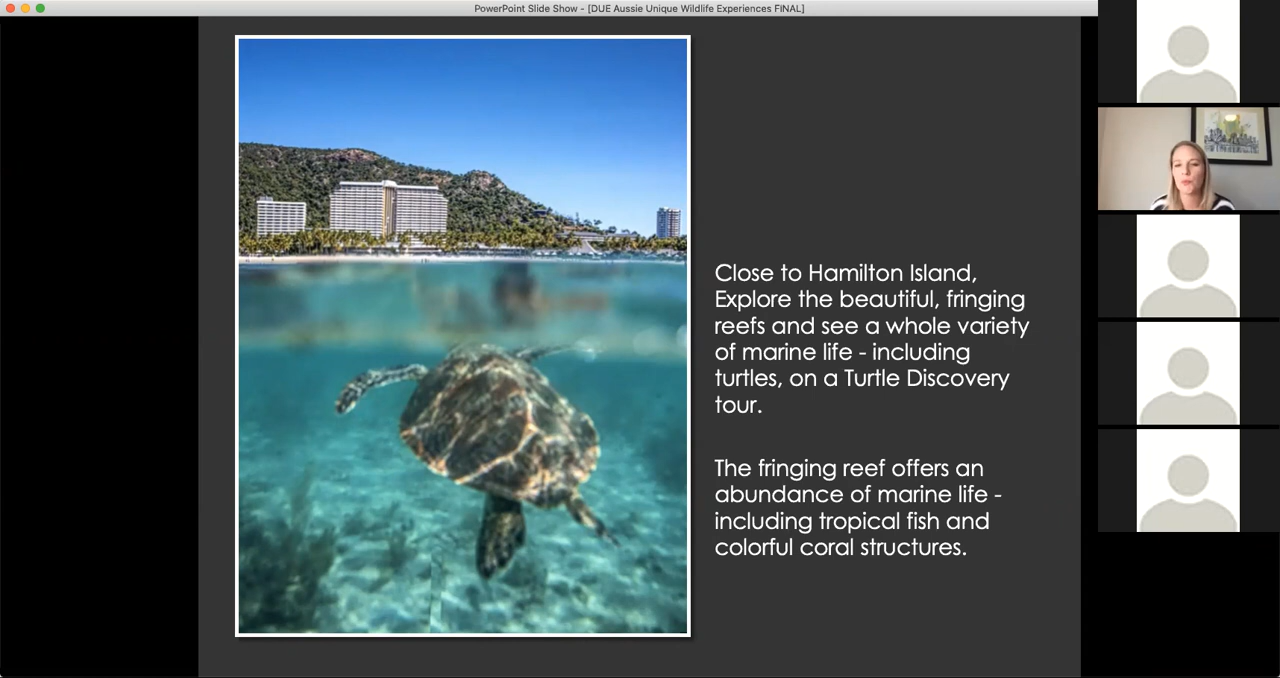 PowerPoint Slide Show - [DUE Aussie Unique Wildlife Experiences FINAL]
Close to Hamilton Island,
Explore the beautiful, fringing
reefs and see a whole variety
of marine life - including
turtles, on a Turtle Discovery
tour.
The fringing reef offers an
abundance of marine life -
including tropical fish and
colorful coral structures.